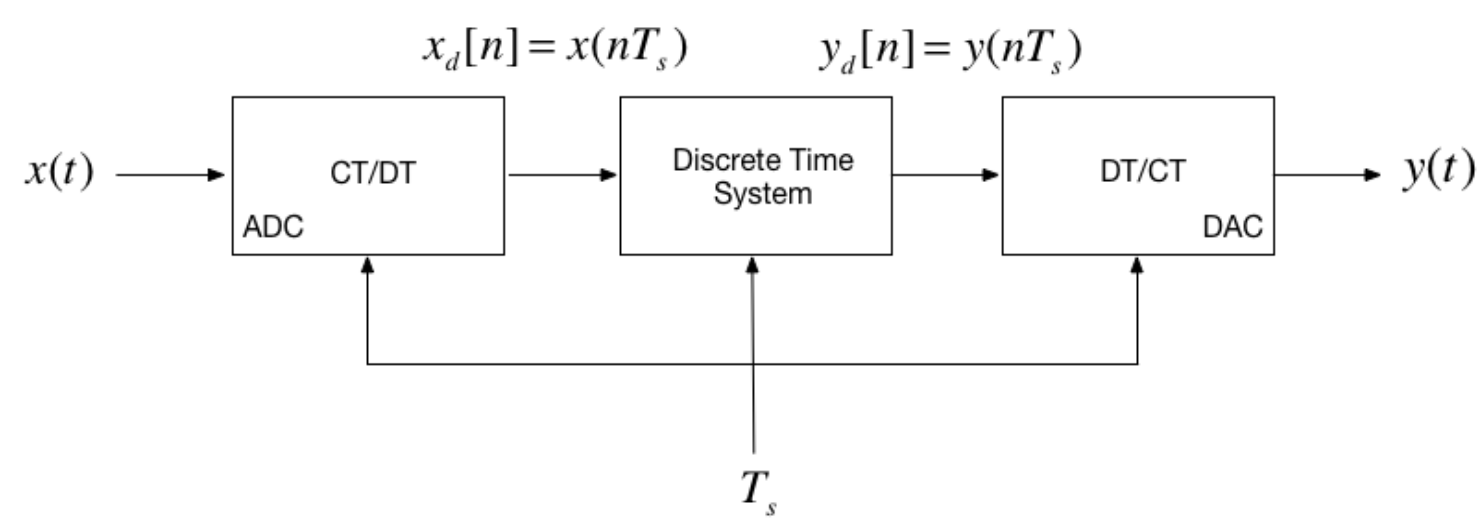 x_d[n] = x(nT_s)
y_d[n] = y(nT_s)
x(t)
CT/DT
ADC
Discrete Time
System
DT/CT
DAC
y(t)
T_s